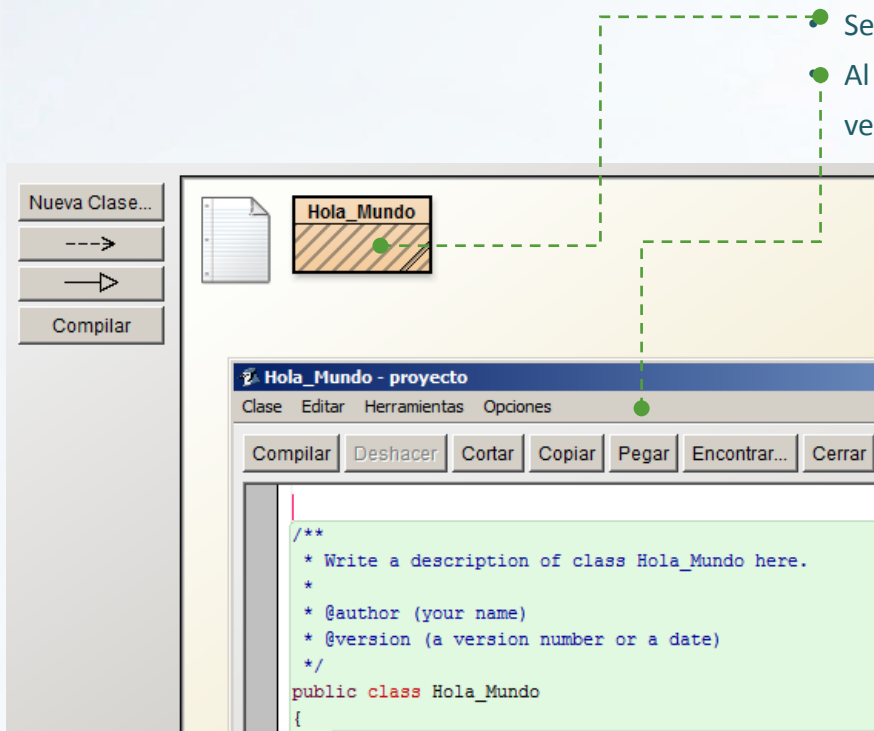 Se
Al
ve
Nueva Clase...
Compilar
Hola_Mundo
Hola_Mundo - proyecto
Clase Editar Herramientas Opciones
Compilar Deshacer Cortar Copiar Pegar Encontrar... Cerrar
/**
* Write a description of class Hola_Mundo here.
*
* @author (your name)
* @version (a version number or a date)
*/
public class Hola_Mundo
{